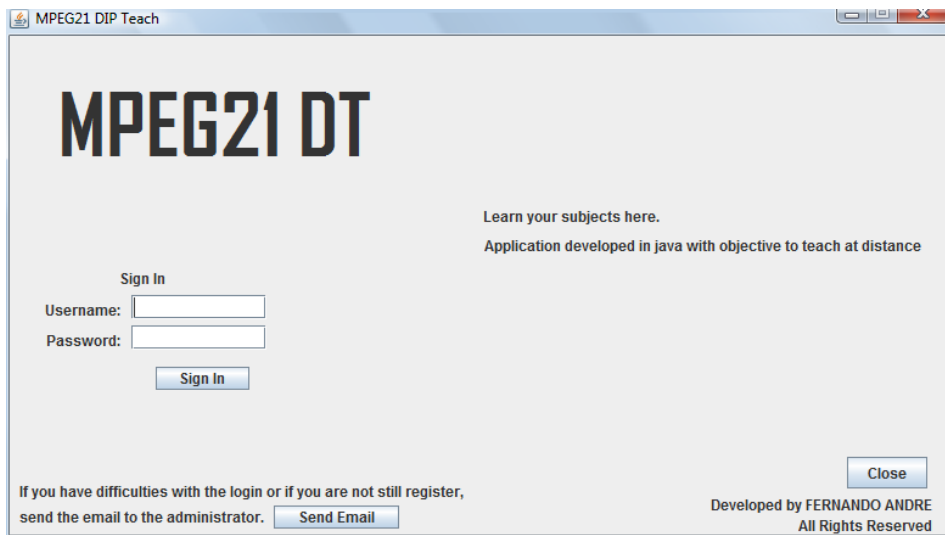 MPEG21 DIP Teach
MPEG21 DT
Learn your subjects here.
Application developed in java with objective to teach at distance
Sign In
Username:
Password:
Sign In
Close
If you have difficulties with the login or if you are not still register,
send the email to the administrator. Send Email
Developed by FERNANDO ANDRE
All Rights Reserved